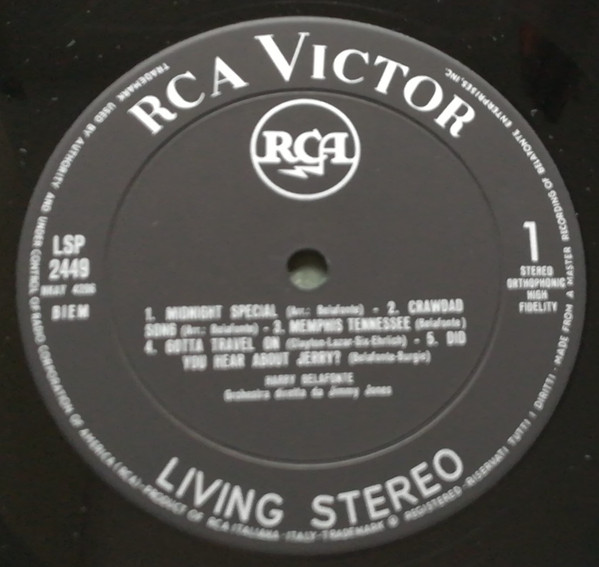 RCA VICTOR
RCA
TRADEMARK USED BY AUTHORITY AND UNDER CONTROL OF RADIO CORPORATION OF AMERICA (RCA) · PRODUCT OF RCA ITALIANA · ITALY · TRADEMARK ® REGISTERED · RISERVATI TUTTI I DIRITTI · MADE FROM A MASTER RECORDING OF BELAFONTE ENTERPRISES, INC.
LSP
2449
BIEM
1
STEREO
ORTHOPHONIC
HIGH
FIDELITY
1. MIDNIGHT SPECIAL (Arr.: Belafonte) - 2. CRAWDAD
SONG (Arr.: Belafonte) - 3. MEMPHIS TENNESSEE (Belafonte)
4. GOTTA TRAVEL ON (Clayton-Lazar-Six-Ehrlich) - 5. DID
YOU HEAR ABOUT JERRY? (Belafonte-Burgie)
HARRY BELAFONTE
Orchestra diretta da Jimmy Jones
LIVING STEREO